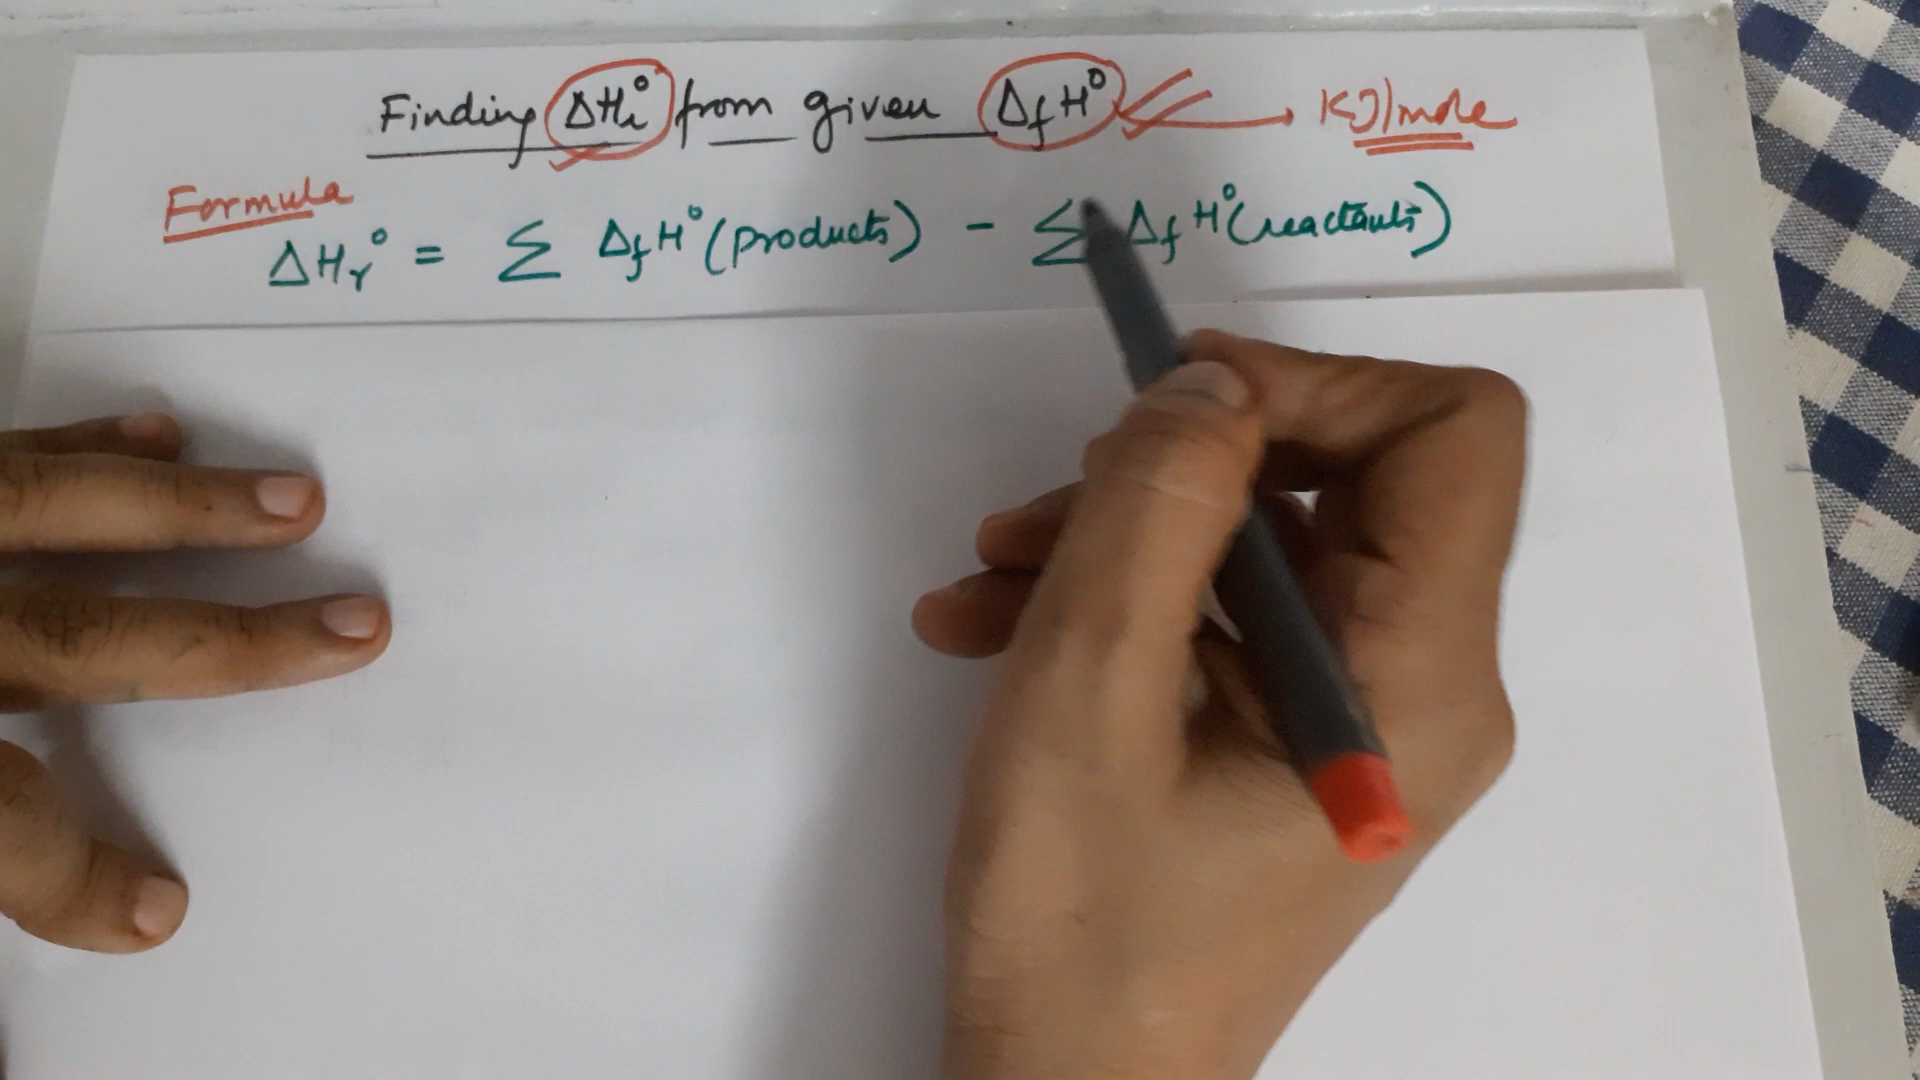 Finding ΔHr° from given ΔfH° → KJ/mole
Formula
ΔHr° = Σ ΔfH° (products) - Σ ΔfH° (reactants)